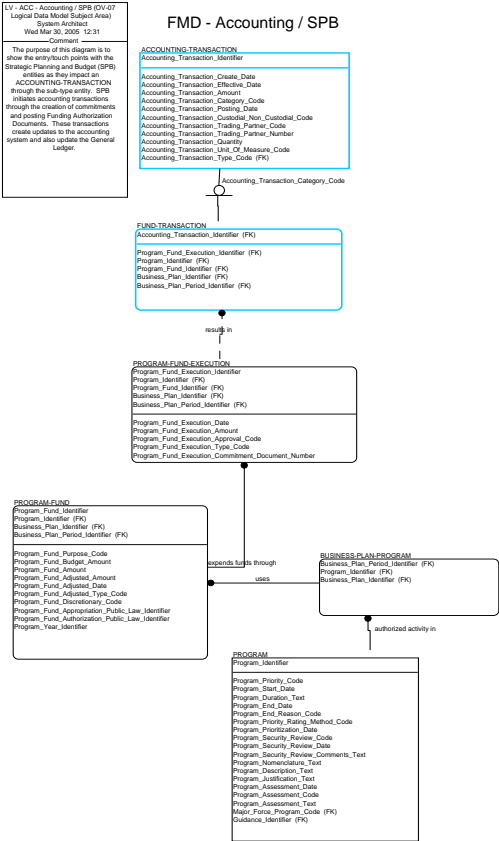 LV - ACC - Accounting / SPB (OV-07
Logical Data Model Subject Area)
System Architect
Wed Mar 30, 2005 12:31
Comment
The purpose of this diagram is to
show the entry/touch points with the
Strategic Planning and Budget (SPB)
entities as they impact an
ACCOUNTING-TRANSACTION
through the sub-type entity. SPB
initiates accounting transactions
through the creation of commitments
and posting Funding Authorization
Documents. These transactions
create updates to the accounting
system and also update the General
Ledger.
FMD - Accounting / SPB
ACCOUNTING-TRANSACTION
Accounting_Transaction_Identifier
Accounting_Transaction_Create_Date
Accounting_Transaction_Effective_Date
Accounting_Transaction_Amount
Accounting_Transaction_Category_Code
Accounting_Transaction_Posting_Date
Accounting_Transaction_Custodial_Non_Custodial_Code
Accounting_Transaction_Trading_Partner_Code
Accounting_Transaction_Trading_Partner_Number
Accounting_Transaction_Quantity
Accounting_Transaction_Unit_Of_Measure_Code
Accounting_Transaction_Type_Code (FK)
Accounting_Transaction_Category_Code
FUND-TRANSACTION
Accounting_Transaction_Identifier (FK)
Program_Fund_Execution_Identifier (FK)
Program_Identifier (FK)
Program_Fund_Identifier (FK)
Business_Plan_Identifier (FK)
Business_Plan_Period_Identifier (FK)
results in
PROGRAM-FUND-EXECUTION
Program_Fund_Execution_Identifier
Program_Identifier (FK)
Program_Fund_Identifier (FK)
Business_Plan_Identifier (FK)
Business_Plan_Period_Identifier (FK)
Program_Fund_Execution_Date
Program_Fund_Execution_Amount
Program_Fund_Execution_Approval_Code
Program_Fund_Execution_Type_Code
Program_Fund_Execution_Commitment_Document_Number
PROGRAM-FUND
Program_Fund_Identifier
Program_Identifier (FK)
Business_Plan_Identifier (FK)
Business_Plan_Period_Identifier (FK)
Program_Fund_Purpose_Code
Program_Fund_Budget_Amount
Program_Fund_Amount
Program_Fund_Adjusted_Amount
Program_Fund_Adjusted_Date
Program_Fund_Adjusted_Type_Code
Program_Fund_Discretionary_Code
Program_Fund_Appropriation_Public_Law_Identifier
Program_Fund_Authorization_Public_Law_Identifier
Program_Year_Identifier
expends funds through
uses
BUSINESS-PLAN-PROGRAM
Business_Plan_Period_Identifier (FK)
Program_Identifier (FK)
Business_Plan_Identifier (FK)
authorized activity in
PROGRAM
Program_Identifier
Program_Priority_Code
Program_Start_Date
Program_Duration_Text
Program_End_Date
Program_End_Reason_Code
Program_Priority_Rating_Method_Code
Program_Prioritization_Date
Program_Security_Review_Code
Program_Security_Review_Date
Program_Security_Review_Comments_Text
Program_Nomenclature_Text
Program_Description_Text
Program_Justification_Text
Program_Assessment_Date
Program_Assessment_Code
Program_Assessment_Text
Major_Force_Program_Code (FK)
Guidance_Identifier (FK)